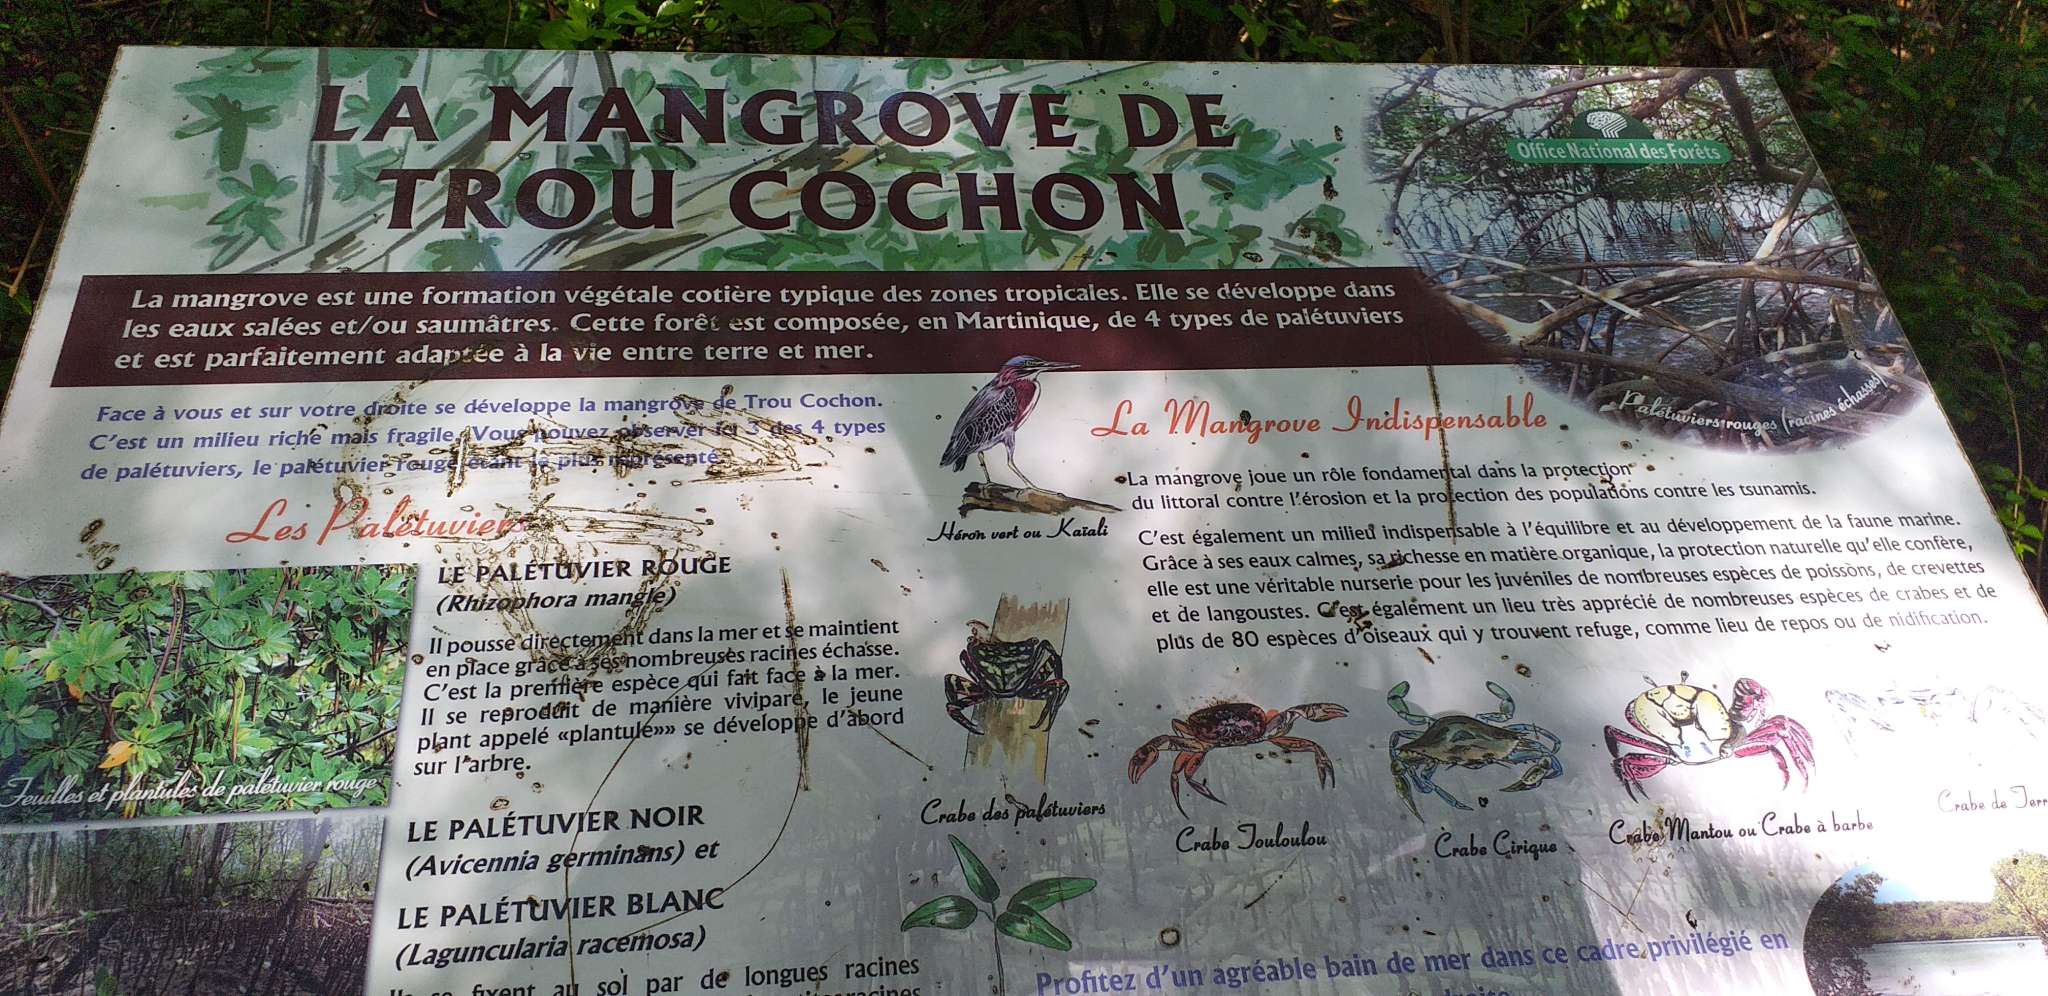 LA MANGROVE DE
TROU COCHON
Office National des Forêts
La mangrove est une formation végétale cotière typique des zones tropicales. Elle se développe dans
les eaux salées et/ou saumâtres. Cette forêt est composée, en Martinique, de 4 types de palétuviers
et est parfaitement adaptée à la vie entre terre et mer.
Palétuviers rouges (racines échasses)
Face à vous et sur votre droite se développe la mangrove de Trou Cochon.
C'est un milieu riche mais fragile. Vous pouvez observer ici 3 des 4 types
de palétuviers, le palétuvier rouge étant le plus représenté
Les Palétuviers
Feuilles et plantules de palétuvier rouge
LE PALÉTUVIER ROUGE
(Rhizophora mangle)
Il pousse directement dans la mer et se maintient
en place grâce à ses nombreuses racines échasse.
C'est la première espèce qui fait face à la mer.
Il se reproduit de manière vivipare, le jeune
plant appelé «plantule»» se développe d'abord
sur l'arbre.
LE PALÉTUVIER NOIR
(Avicennia germinans) et
LE PALÉTUVIER BLANC
(Laguncularia racemosa)
Ils se fixent au sol par de longues racines
racines
Héron vert ou Kaïali
La Mangrove Indispensable
La mangrove joue un rôle fondamental dans la protection
du littoral contre l'érosion et la protection des populations contre les tsunamis.
C'est également un milieu indispensable à l'équilibre et au développement de la faune marine.
Grâce à ses eaux calmes, sa richesse en matière organique, la protection naturelle qu'elle confère,
elle est une véritable nurserie pour les juvéniles de nombreuses espèces de poissons, de crevettes
et de langoustes. C'est également un lieu très apprécié de nombreuses espèces de crabes et de
plus de 80 espèces d'oiseaux qui y trouvent refuge, comme lieu de repos ou de nidification.
Crabe des palétuviers
Crabe Touloulou
Crabe Cirique
Crabe Mantou ou Crabe à barbe
Crabe de Terr
Profitez d'un agréable bain de mer dans ce cadre privilégié en